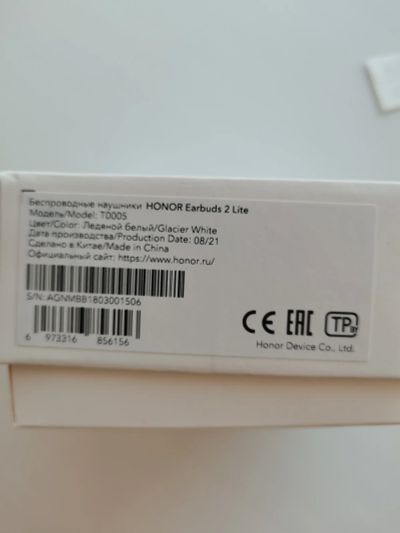 Беспроводные наушники HONOR Earbuds 2 Lite
Модель/Model: T0005
Цвет/Color: Ледяной белый/Glacier White
Дата производства/Production Date: 08/21
Сделано в Китае/Made in China
Официальный сайт: https://www.honor.ru/
S/N: AGNMBB1803001506
6 973316 856156
CE EAC TP BY
Honor Device Co., Ltd.